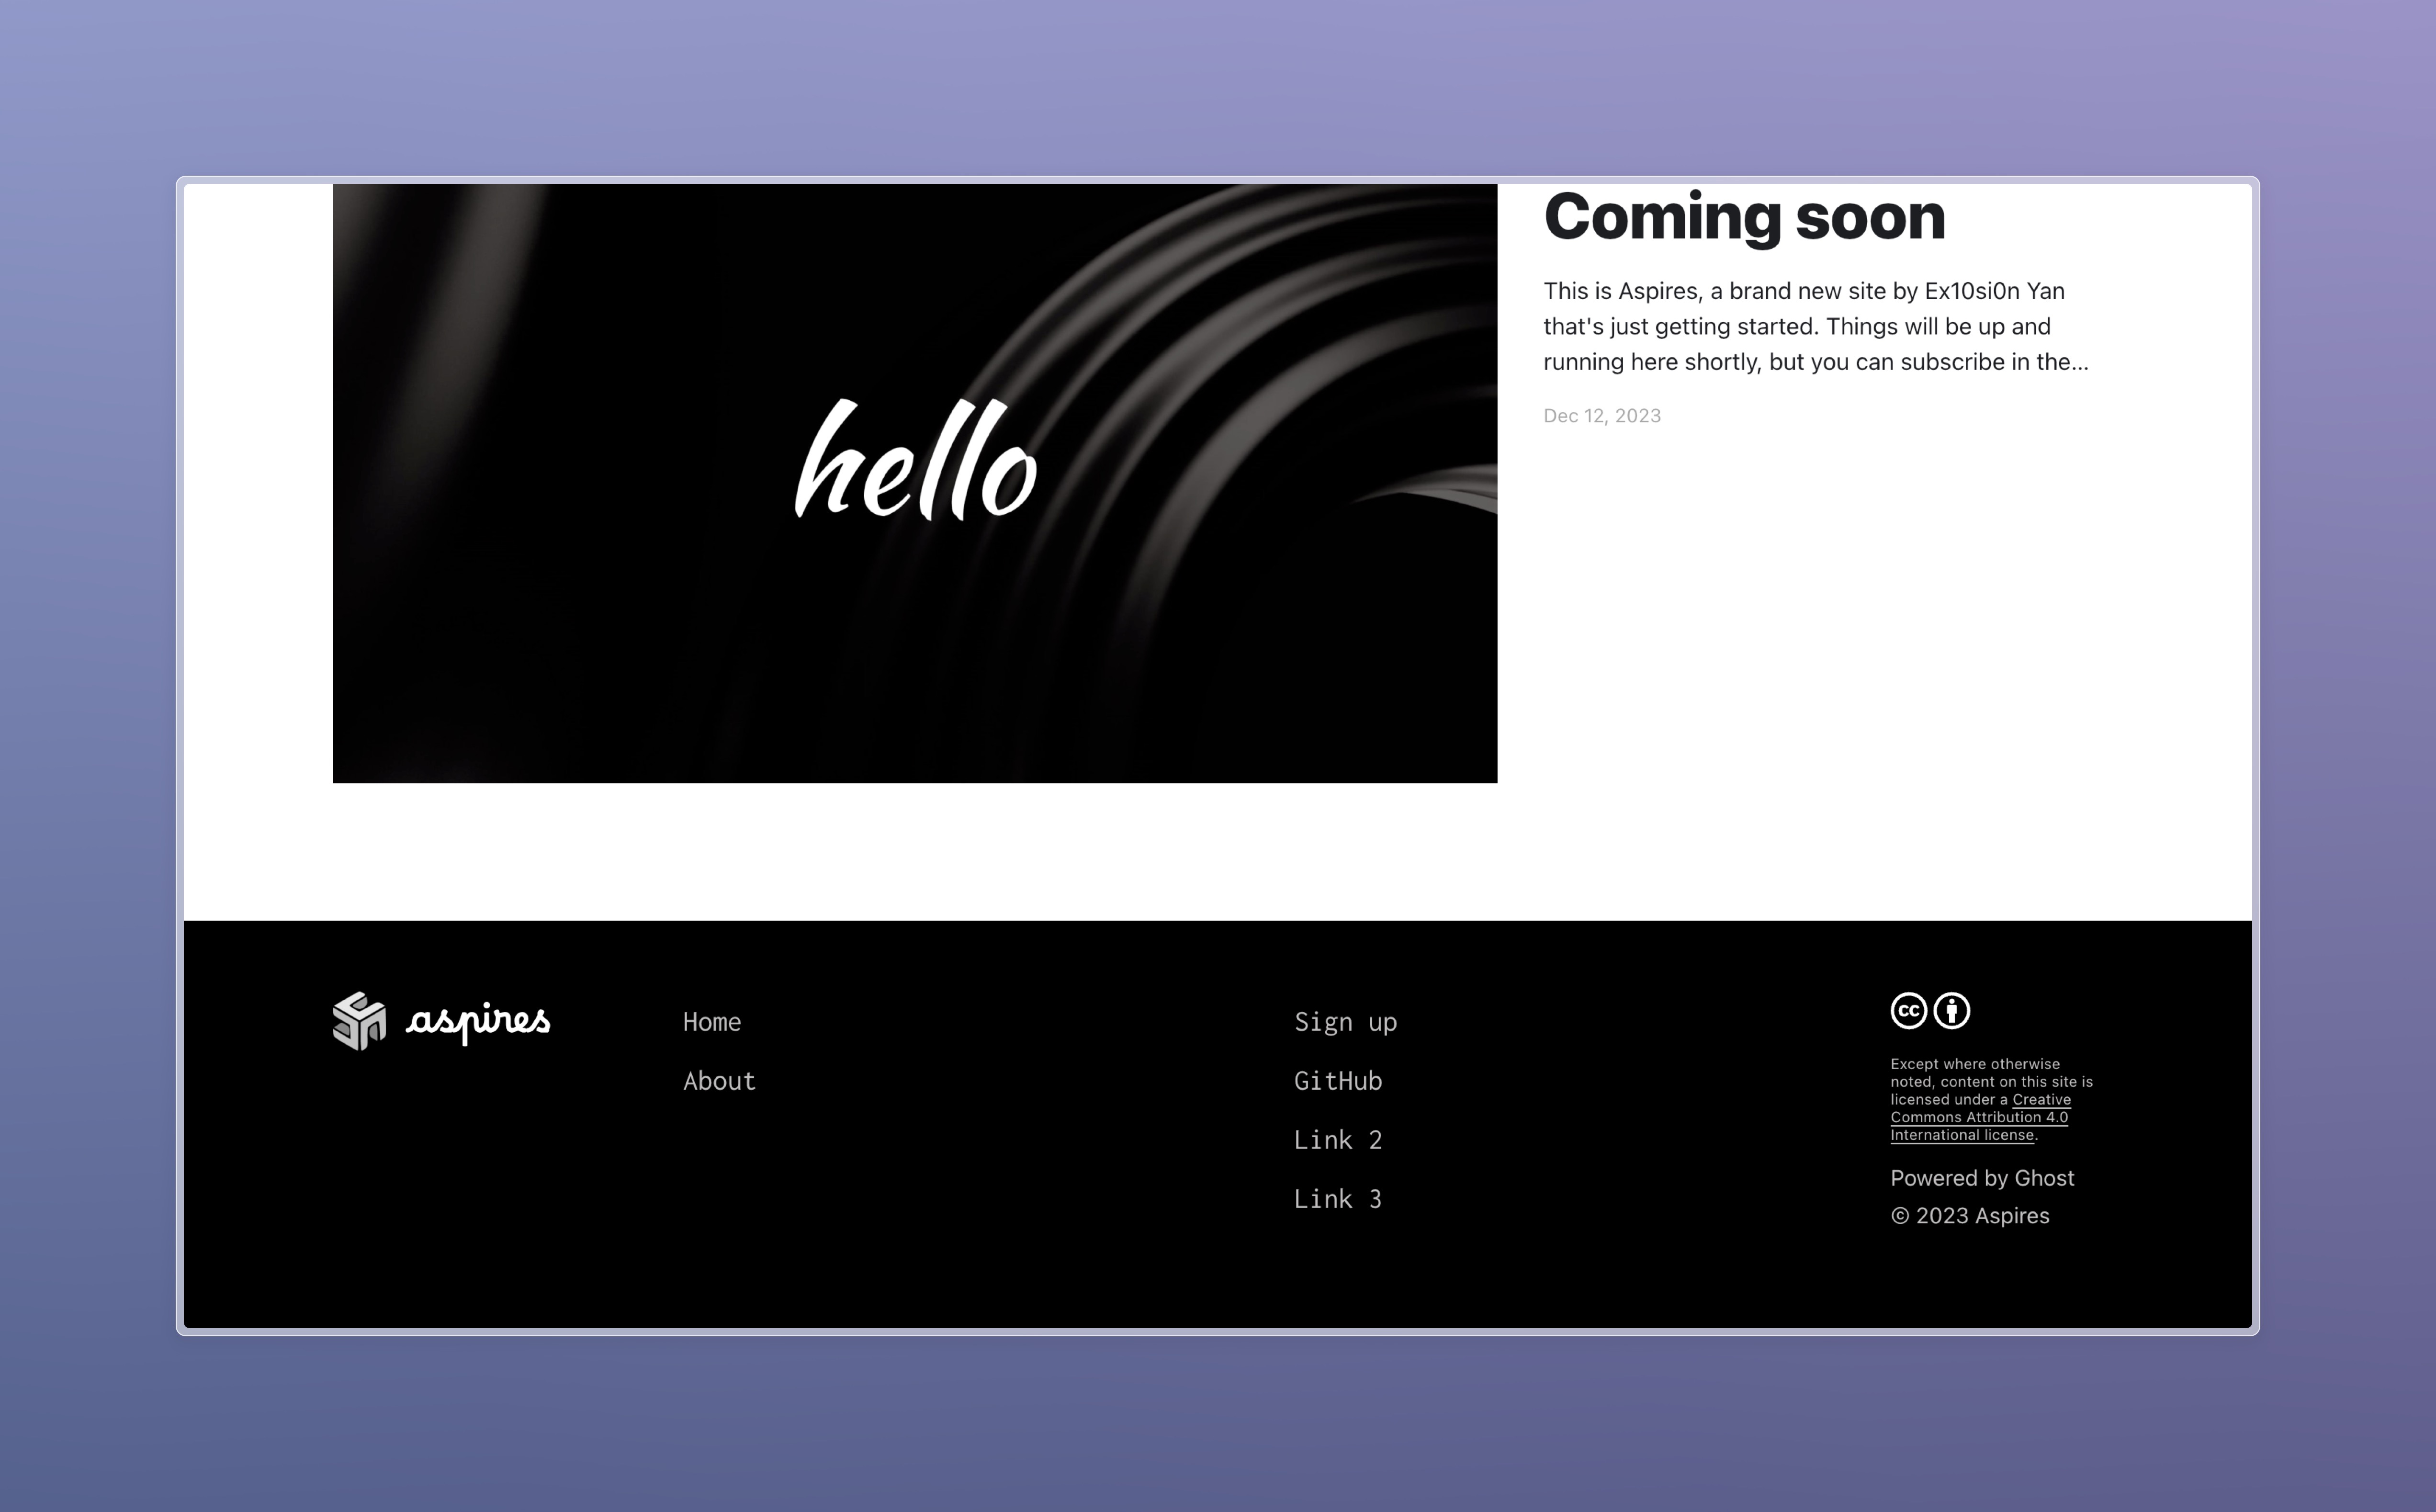 hello
Coming soon
This is Aspires, a brand new site by Ex10si0n Yan
that's just getting started. Things will be up and
running here shortly, but you can subscribe in the...
Dec 12, 2023
aspires
Home
About
Sign up
GitHub
Link 2
Link 3
cc
Except where otherwise
noted, content on this site is
licensed under a Creative
Commons Attribution 4.0
International license.
Powered by Ghost
© 2023 Aspires